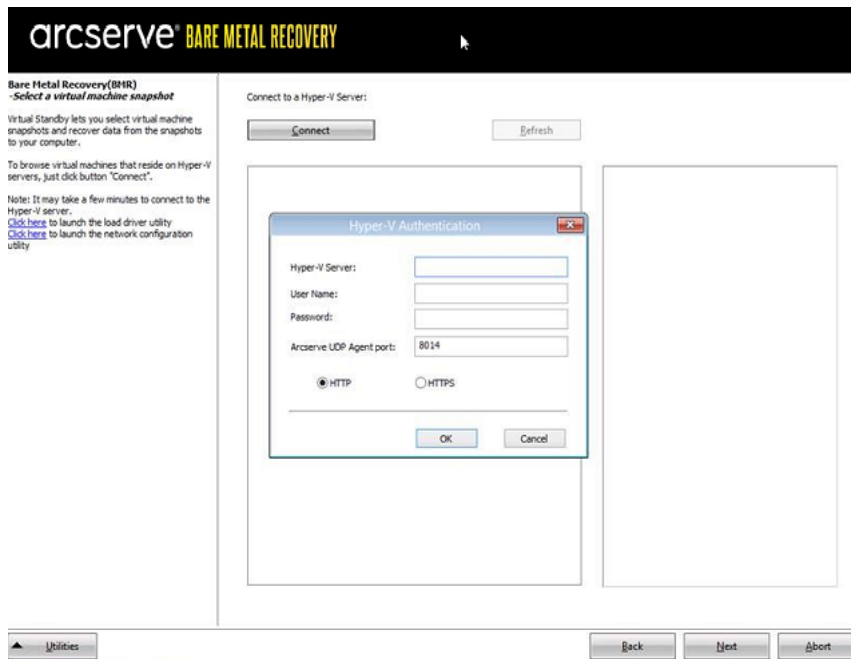 arcserve® BARE METAL RECOVERY
Bare Metal Recovery(BMR)
-Select a virtual machine snapshot
Virtual Standby lets you select virtual machine
snapshots and recover data from the snapshots
to your computer.
To browse virtual machines that reside on Hyper-V
servers, just click button "Connect".
Note: It may take a few minutes to connect to the
Hyper-V server.
Click here to launch the load driver utility
Click here to launch the network configuration
utility
Connect to a Hyper-V Server:
Connect
Refresh
Hyper-V Authentication
Hyper-V Server:
User Name:
Password:
Arcserve UDP Agent port: 8014
HTTP HTTPS
OK Cancel
Utilities
Back Next Abort